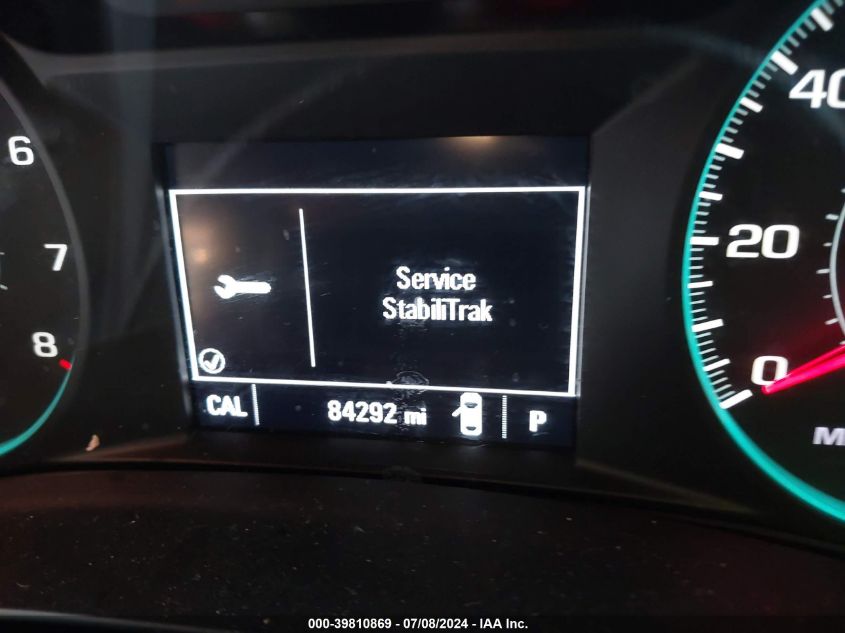 6
7
8
Service
StabiliTrak
CAL 84292 mi P
40
20
0
000-39810869 - 07/08/2024 - IAA Inc.